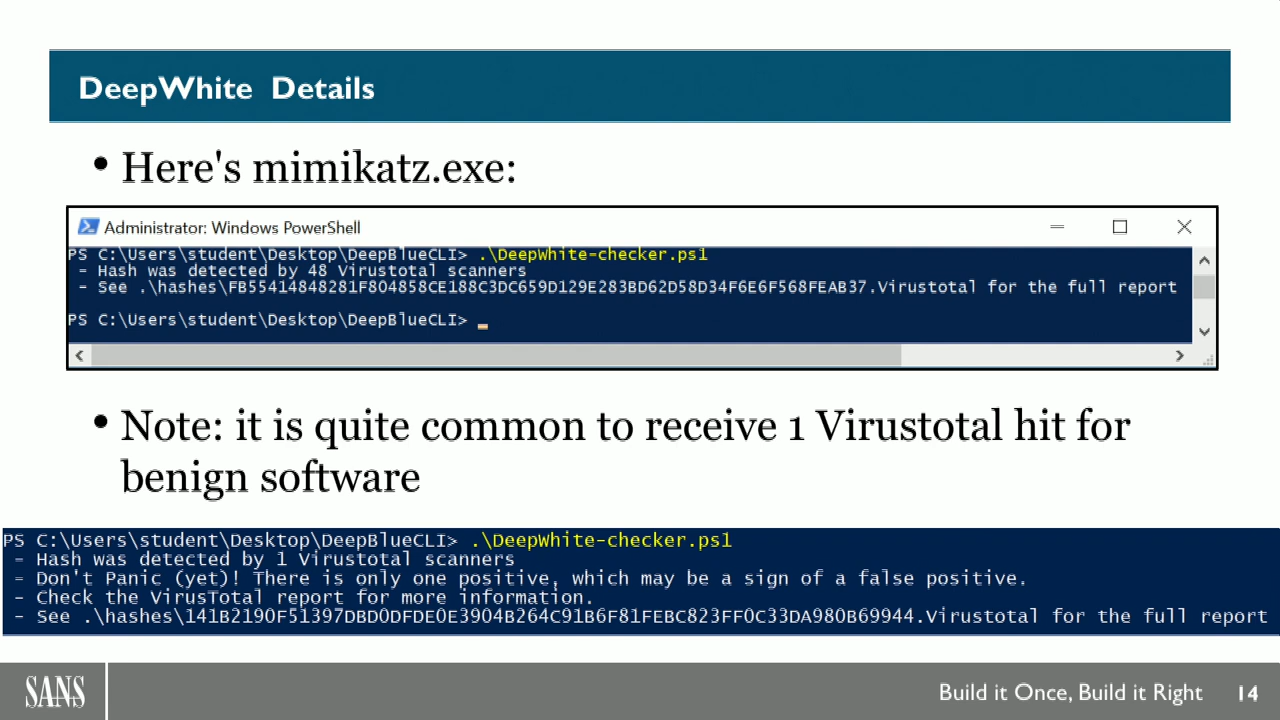 DeepWhite Details
• Here's mimikatz.exe:
Administrator: Windows PowerShell
PS C:\Users\student\Desktop\DeepBlueCLI> .\DeepWhite-checker.ps1
- Hash was detected by 48 Virustotal scanners
- See .\hashes\FB55414848281F804858CE188C3DC659D129E283BD62D58D34F6E6F568FEAB37.Virustotal for the full report
PS C:\Users\student\Desktop\DeepBlueCLI> _
• Note: it is quite common to receive 1 Virustotal hit for
benign software
PS C:\Users\student\Desktop\DeepBlueCLI> .\DeepWhite-checker.ps1
- Hash was detected by 1 Virustotal scanners
- Don't Panic (yet)! There is only one positive, which may be a sign of a false positive.
- Check the VirusTotal report for more information.
- See .\hashes\141B2190F51397DBD0DFDE0E3904B264C91B6F81FEBC823FF0C33DA980B69944.Virustotal for the full report
SANS
Build it Once, Build it Right
14